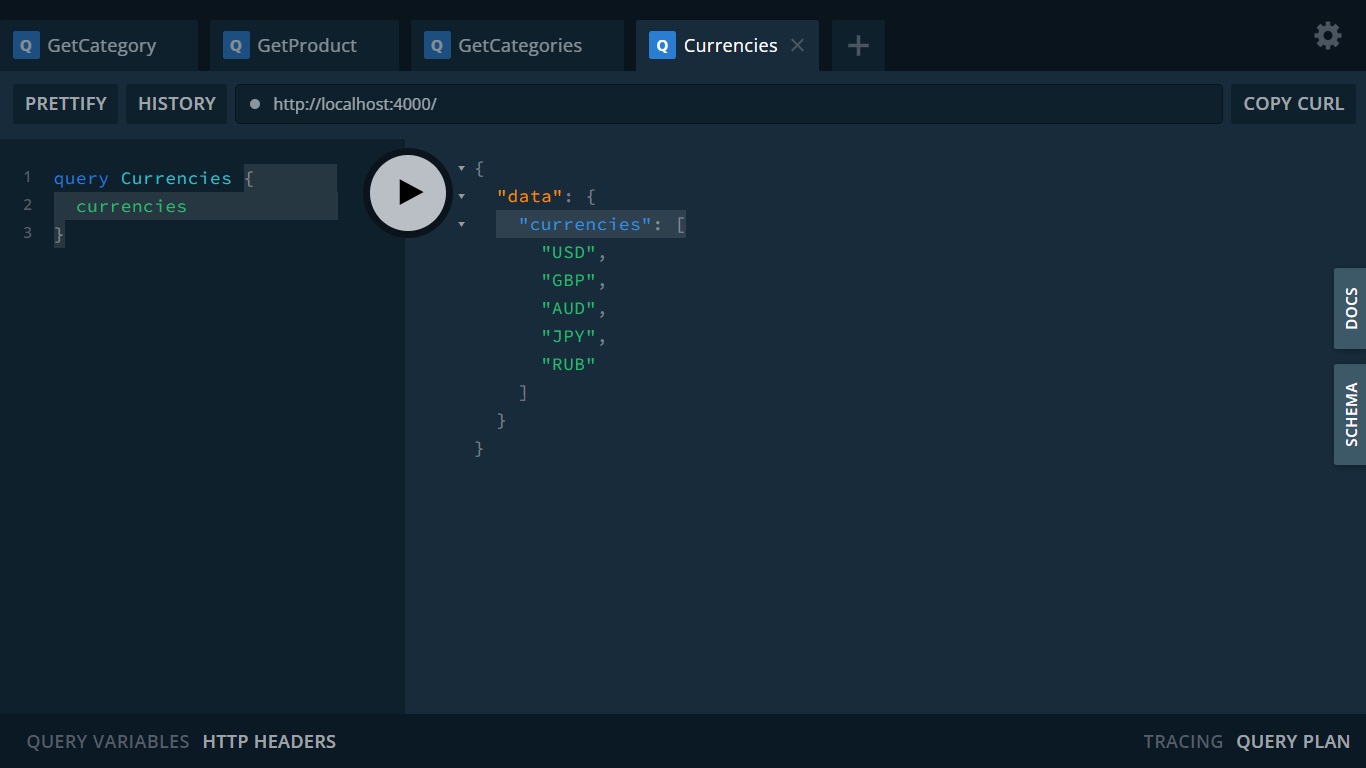 Q GetCategory Q GetProduct Q GetCategories Q Currencies
PRETTIFY HISTORY http://localhost:4000/ COPY CURL
1 query Currencies {
2 currencies
3 }
{
"data": {
"currencies": [
"USD",
"GBP",
"AUD",
"JPY",
"RUB"
]
}
}
DOCS
SCHEMA
QUERY VARIABLES HTTP HEADERS TRACING QUERY PLAN